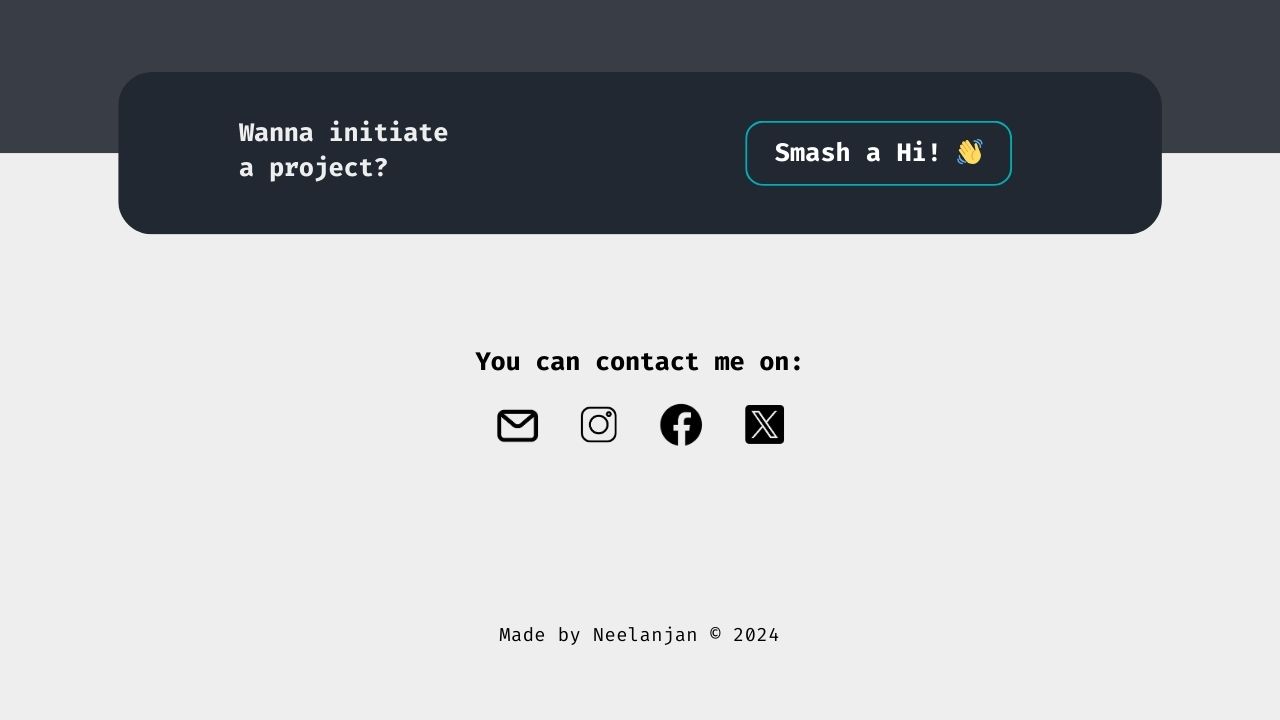 Wanna initiate
a project?
Smash a Hi! 👋
You can contact me on:
Made by Neelanjan © 2024